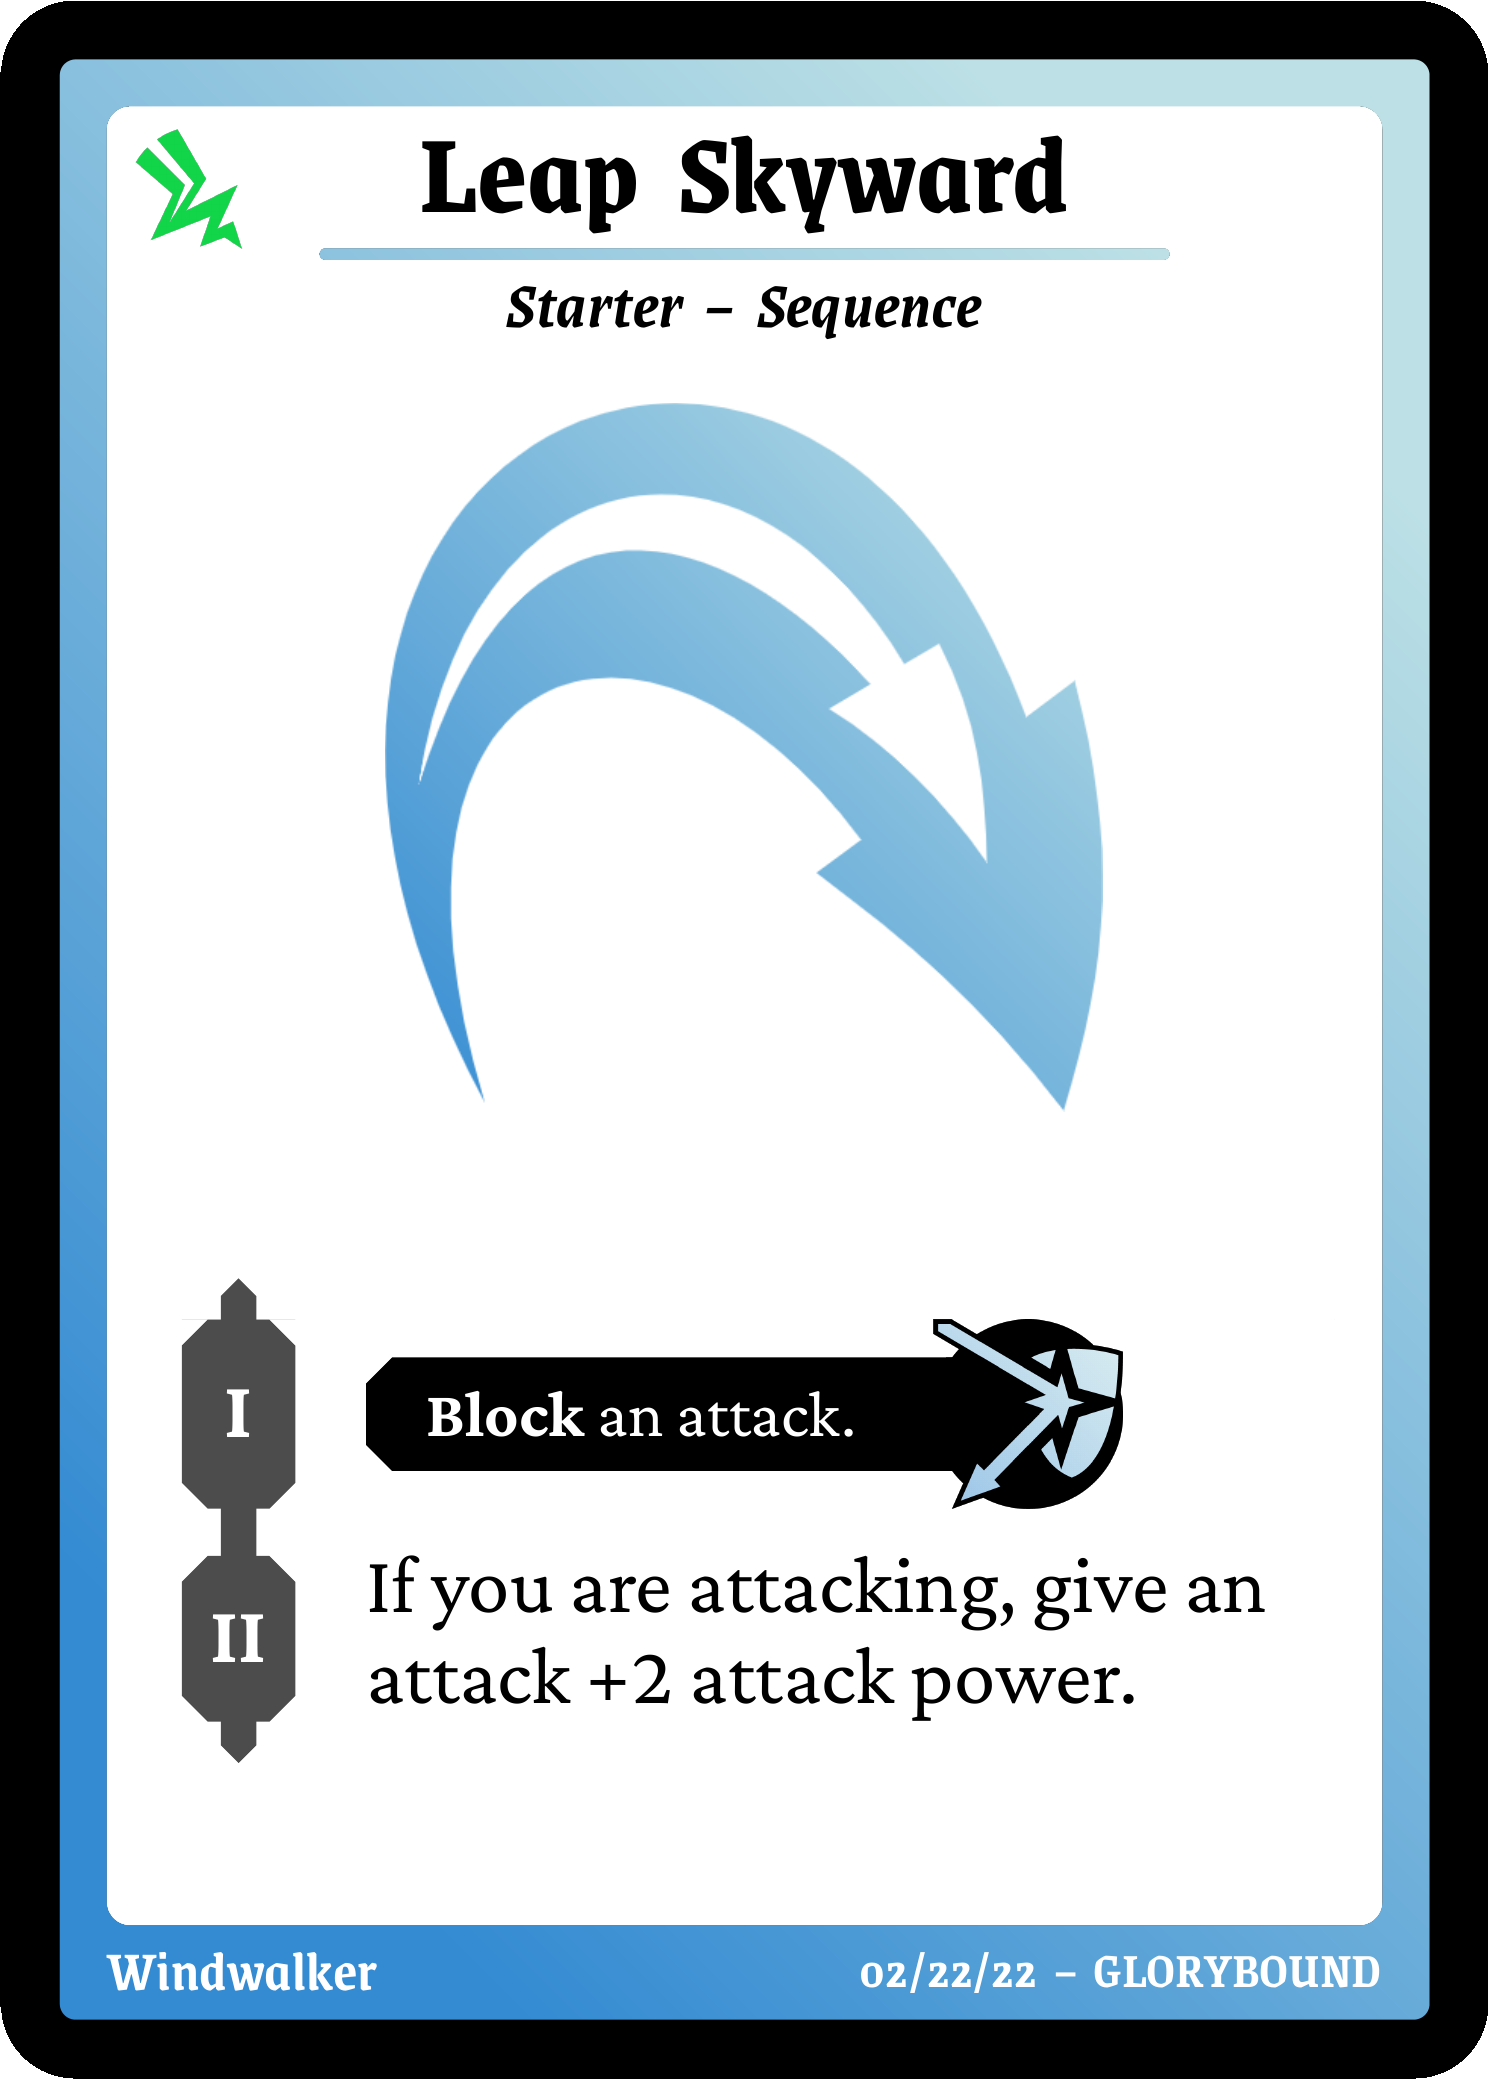 Leap Skyward
Starter – Sequence
I
Block an attack.
II
If you are attacking, give an
attack +2 attack power.
Windwalker
02/22/22 – GLORYBOUND